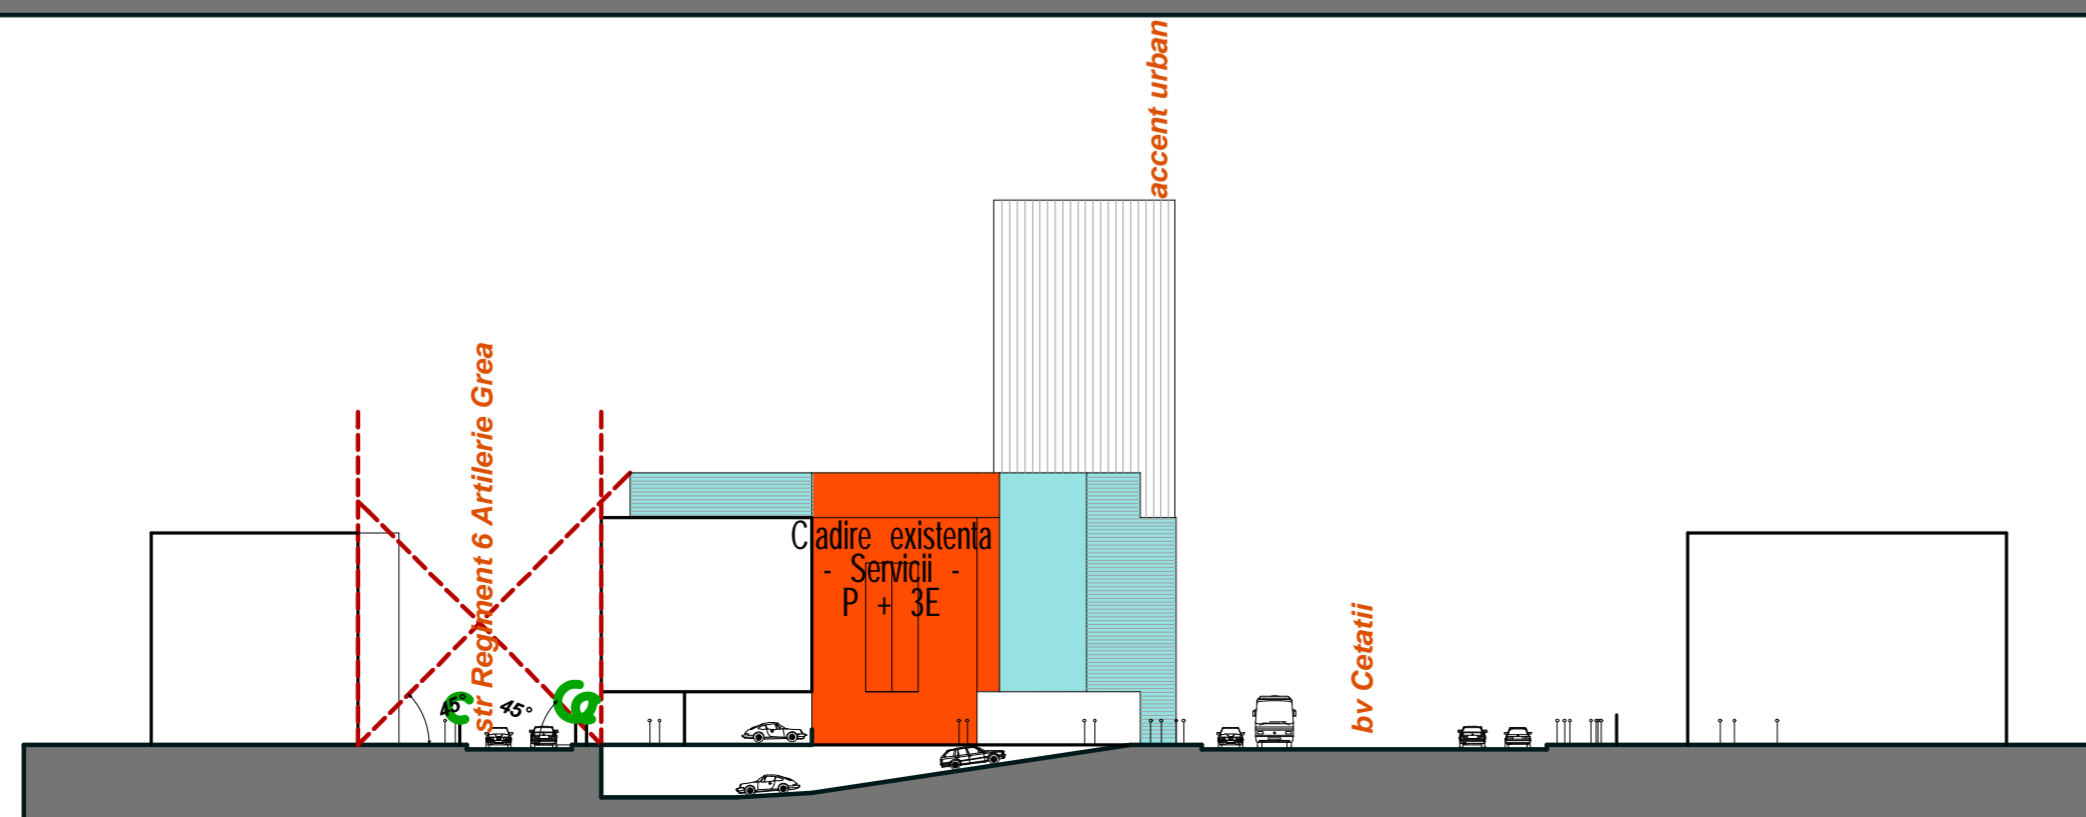 accent urban
str Regiment 6 Artilerie Grea
Cladire existenta
- Servicii -
P + 3E
bv Cetatii
45°
45°